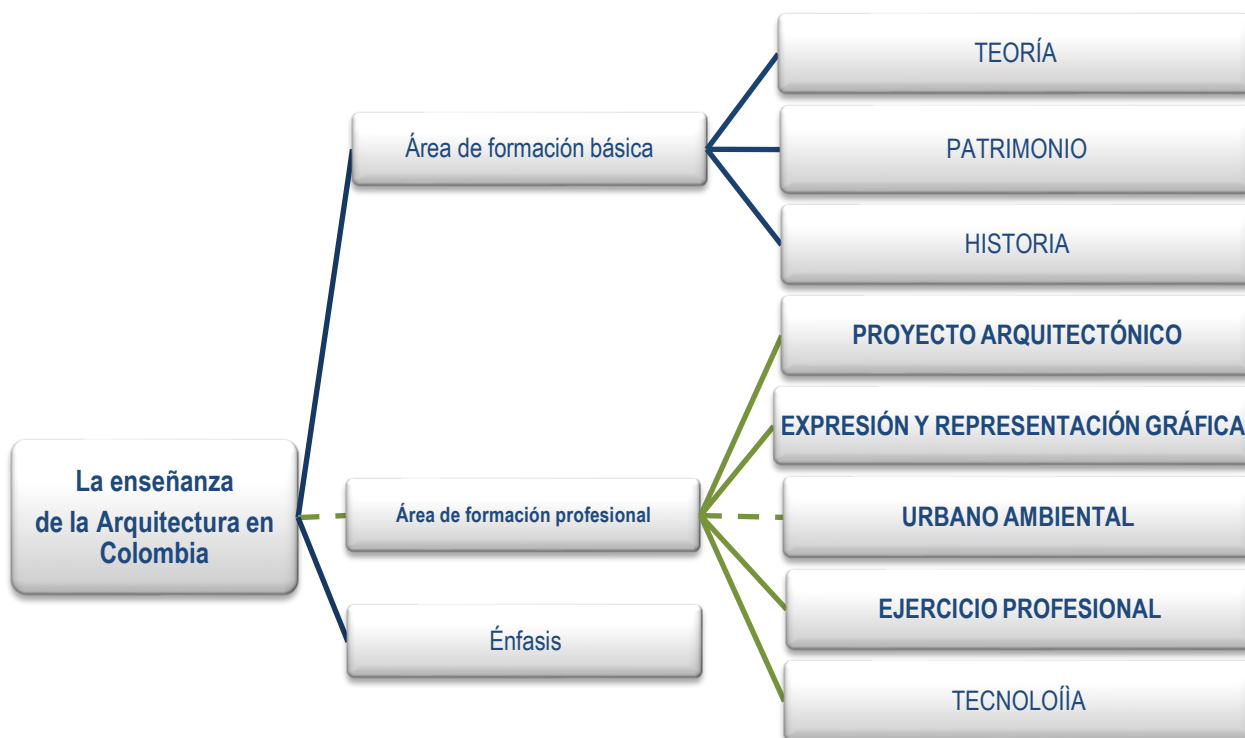 TEORÍA
Área de formación básica
PATRIMONIO
HISTORIA
PROYECTO ARQUITECTÓNICO
EXPRESIÓN Y REPRESENTACIÓN GRÁFICA
La enseñanza
de la Arquitectura en
Colombia
Área de formación profesional
URBANO AMBIENTAL
EJERCICIO PROFESIONAL
Énfasis
TECNOLOÍÌA